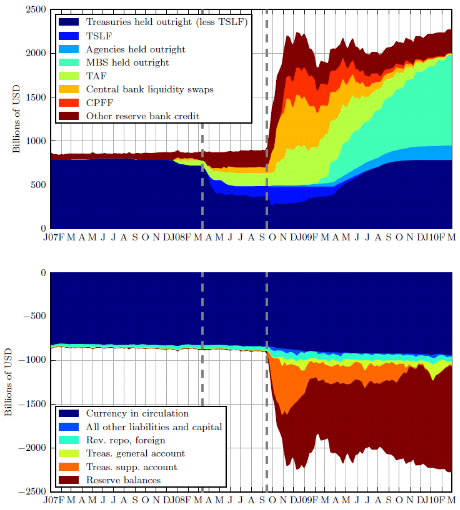 2500
2000
1500
1000
500
0
Billions of USD
Treasuries held outright (less TSLF)
TSLF
Agencies held outright
MBS held outright
TAF
Central bank liquidity swaps
CPFF
Other reserve bank credit
J07F M A M J J A S O N DJ08F M A M J J A S O N DJ09F M A M J J A S O N DJ10F M
0
−500
−1000
−1500
−2000
−2500
Billions of USD
Currency in circulation
All other liabilities and capital
Rev. repo, foreign
Treas. general account
Treas. supp. account
Reserve balances
J07F M A M J J A S O N DJ08F M A M J J A S O N DJ09F M A M J J A S O N DJ10F M